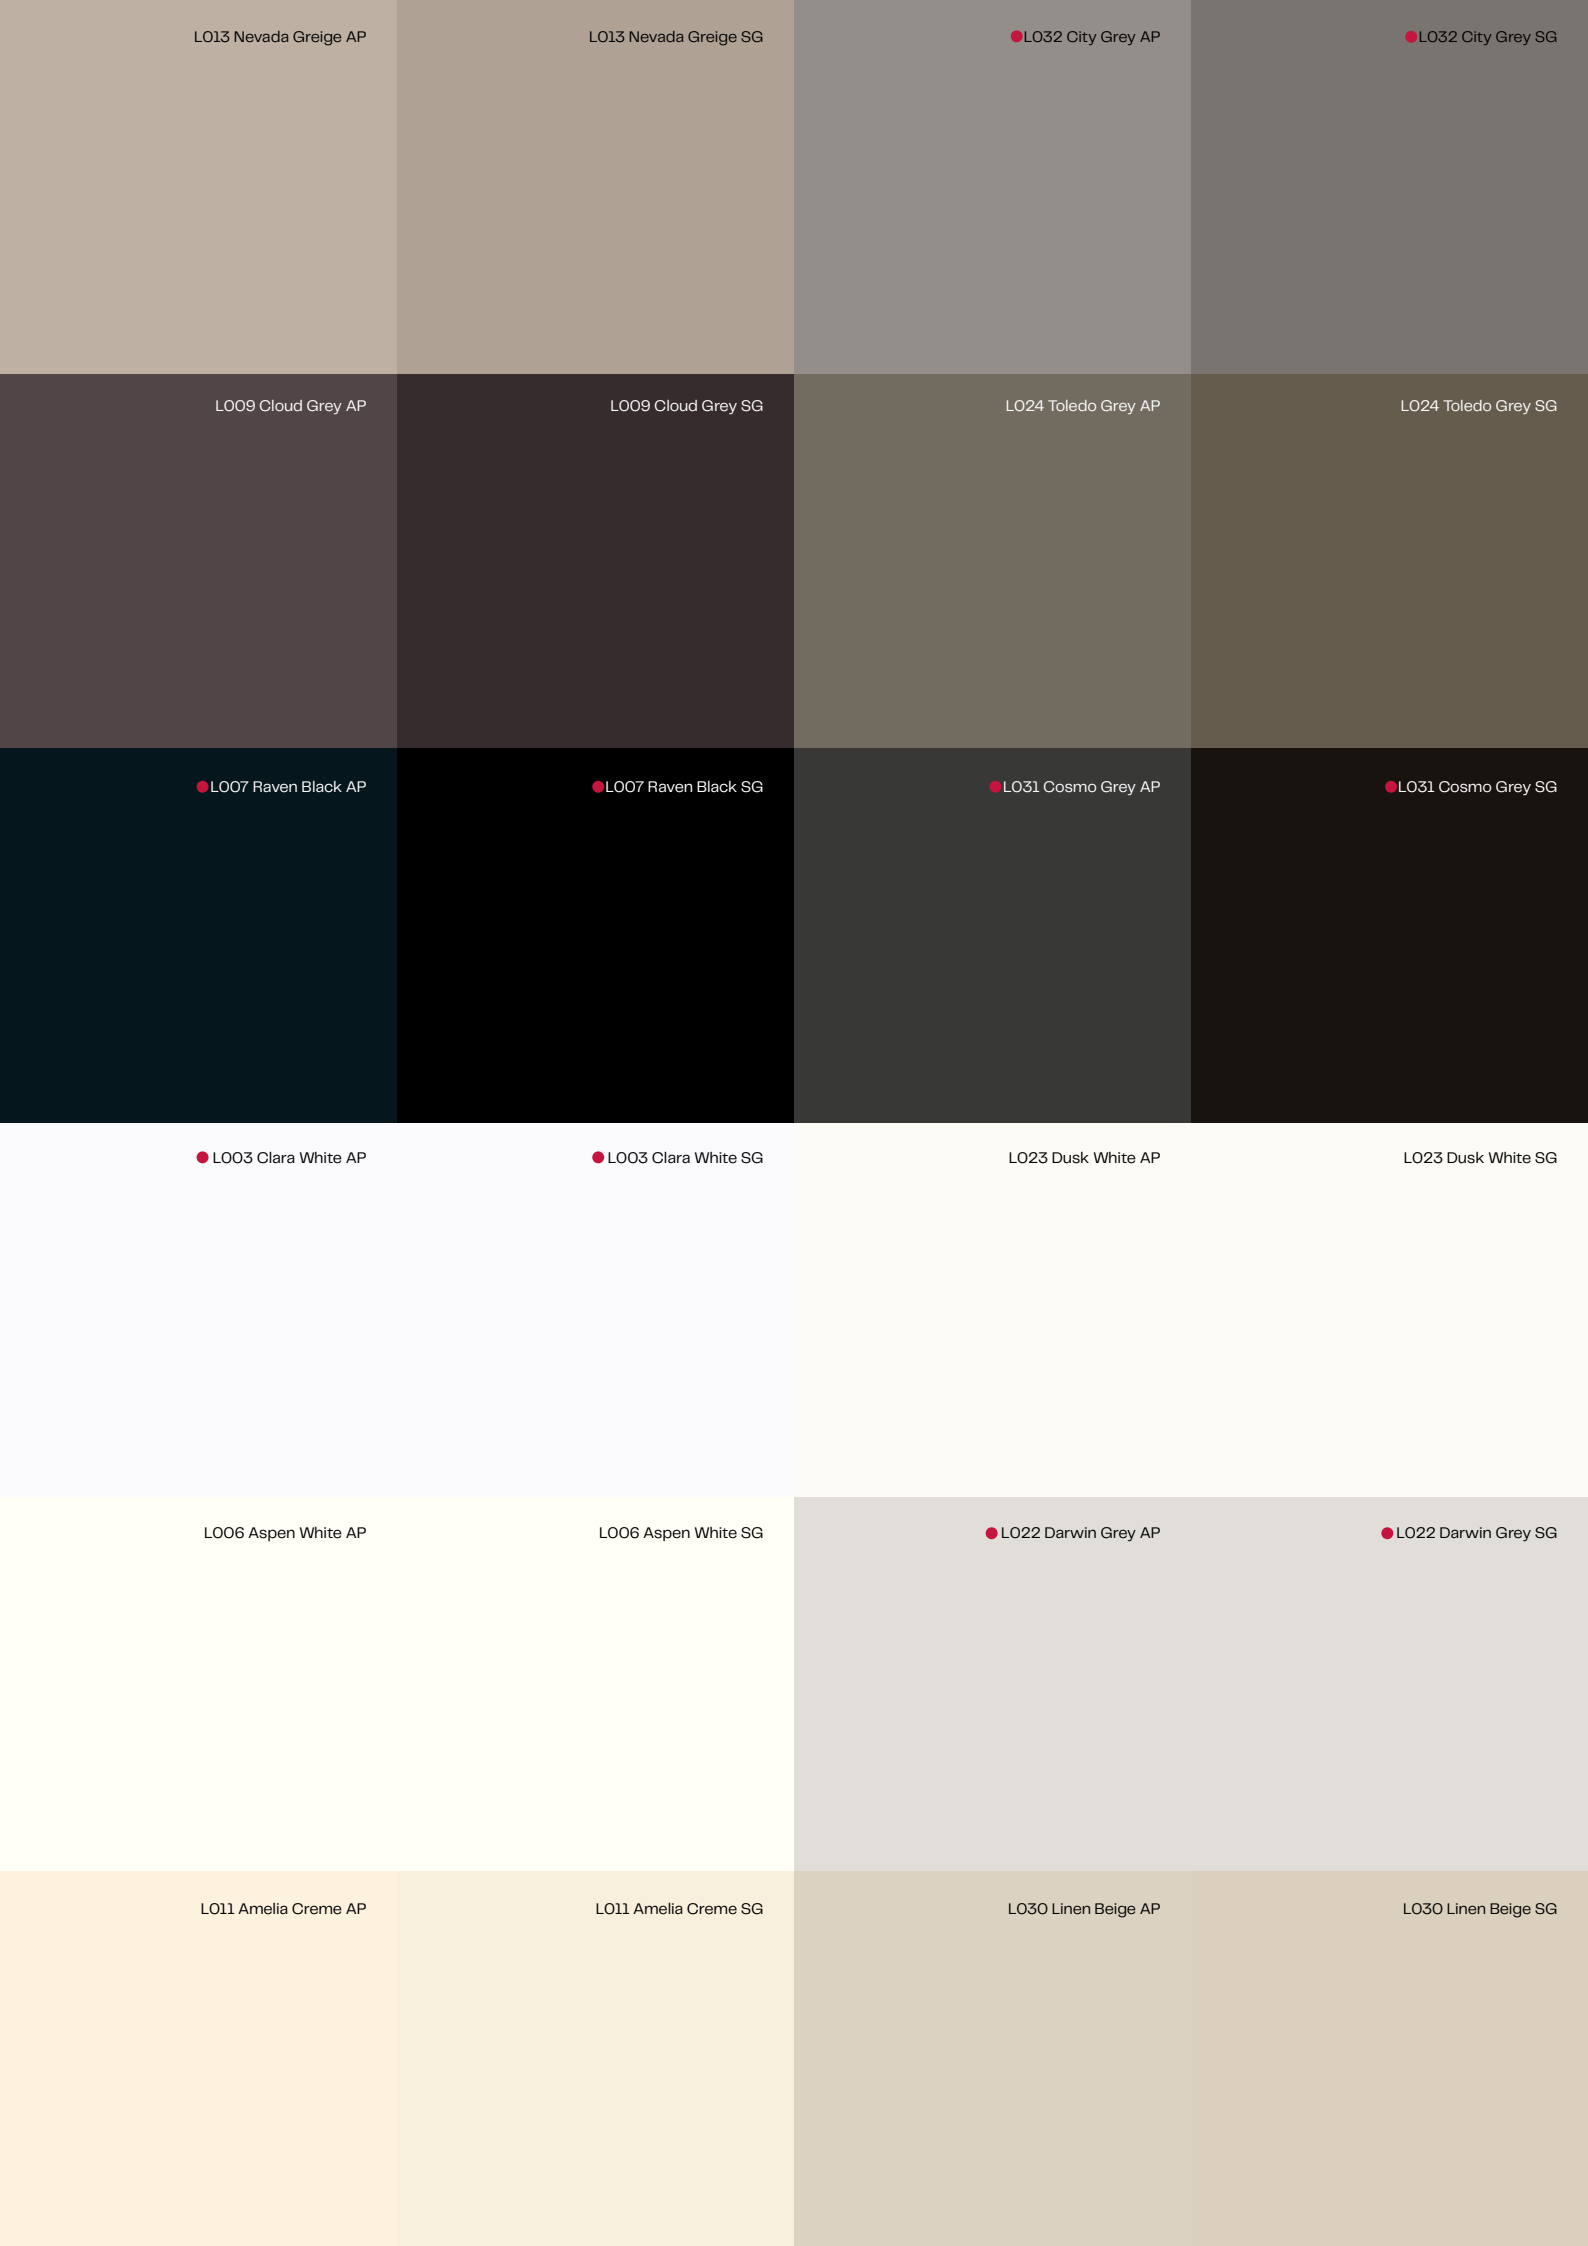 L013 Nevada Greige AP
L013 Nevada Greige SG
L032 City Grey AP
L032 City Grey SG
L009 Cloud Grey AP
L009 Cloud Grey SG
L024 Toledo Grey AP
L024 Toledo Grey SG
L007 Raven Black AP
L007 Raven Black SG
L031 Cosmo Grey AP
L031 Cosmo Grey SG
L003 Clara White AP
L003 Clara White SG
L023 Dusk White AP
L023 Dusk White SG
L006 Aspen White AP
L006 Aspen White SG
L022 Darwin Grey AP
L022 Darwin Grey SG
L011 Amelia Creme AP
L011 Amelia Creme SG
L030 Linen Beige AP
L030 Linen Beige SG